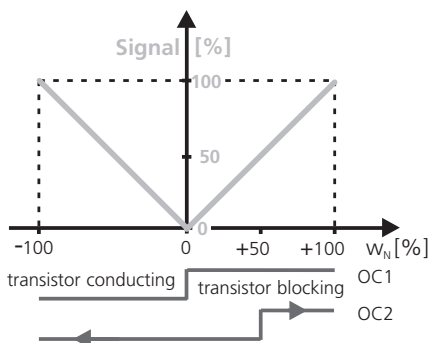 Signal [%]
100
50
0
-100 0 +50 +100 w_N[%]
transistor conducting transistor blocking OC1
OC2